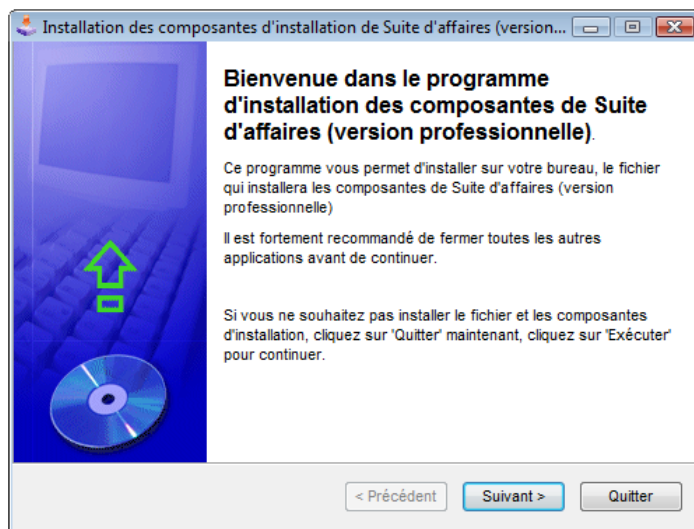 Installation des composantes d'installation de Suite d'affaires (version...
Bienvenue dans le programme
d'installation des composantes de Suite
d'affaires (version professionnelle).
Ce programme vous permet d'installer sur votre bureau, le fichier
qui installera les composantes de Suite d'affaires (version
professionnelle)
Il est fortement recommandé de fermer toutes les autres
applications avant de continuer.
Si vous ne souhaitez pas installer le fichier et les composantes
d'installation, cliquez sur 'Quitter' maintenant, cliquez sur 'Exécuter'
pour continuer.
< Précédent Suivant > Quitter